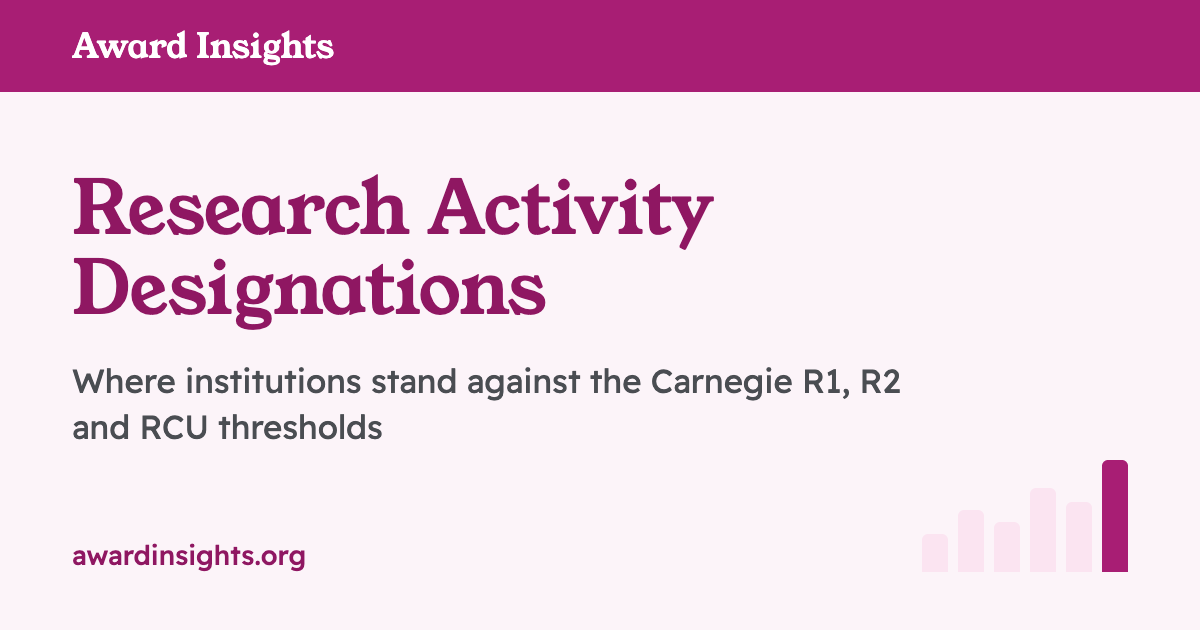 Award Insights
Research Activity
Designations
Where institutions stand against the Carnegie R1, R2
and RCU thresholds
awardinsights.org